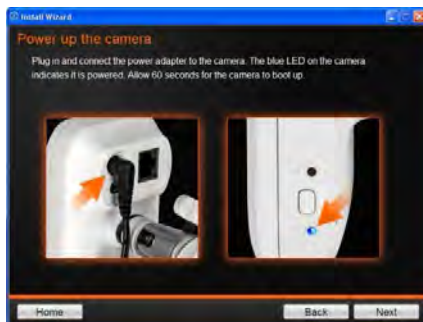 Install Wizard
Power up the camera
Plug in and connect the power adapter to the camera. The blue LED on the camera
indicates it is powered. Allow 60 seconds for the camera to boot up.
Home
Back
Next